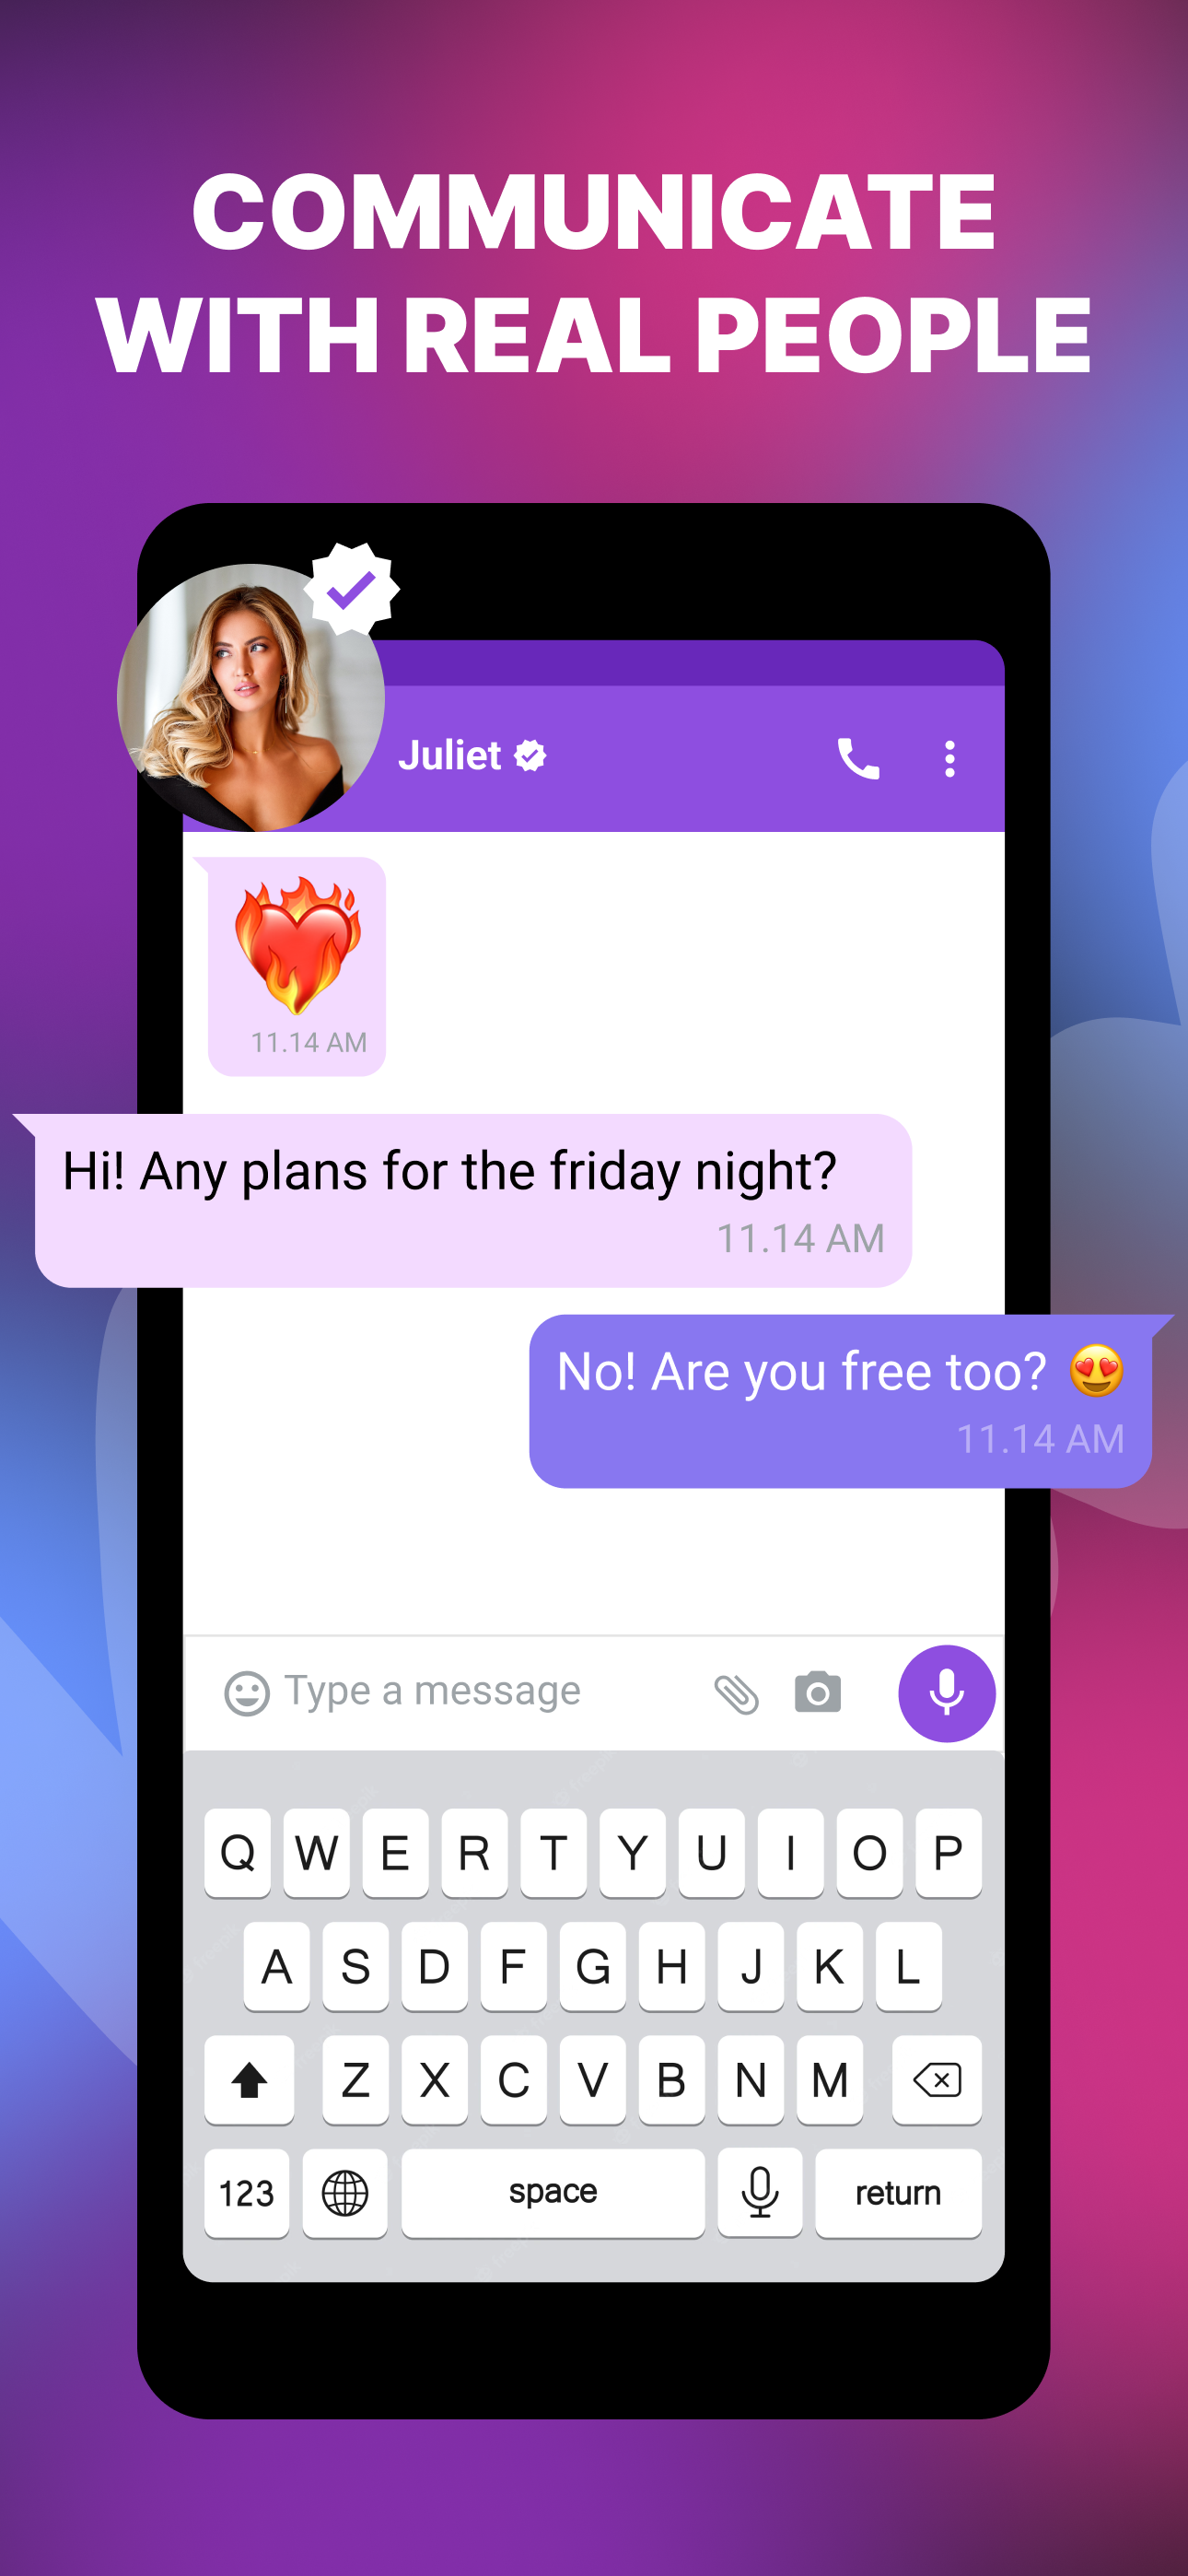 COMMUNICATE
WITH REAL PEOPLE
Juliet
11.14 AM
Hi! Any plans for the friday night?
11.14 AM
No! Are you free too? 😍
11.14 AM
Type a message
Q W E R T Y U I O P
A S D F G H J K L
Z X C V B N M
123 space return